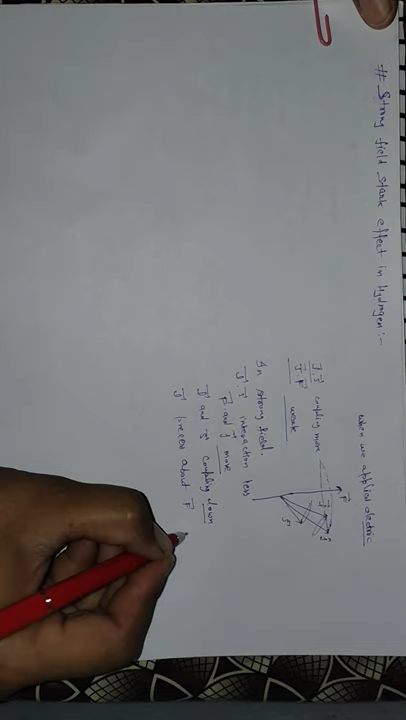 # Strong field stark effect in Hydrogen:-
when we applied electric
F
J
S
coupling more
weak
In strong field.
interaction less
F and J more
J and S coupling down
J precess about F